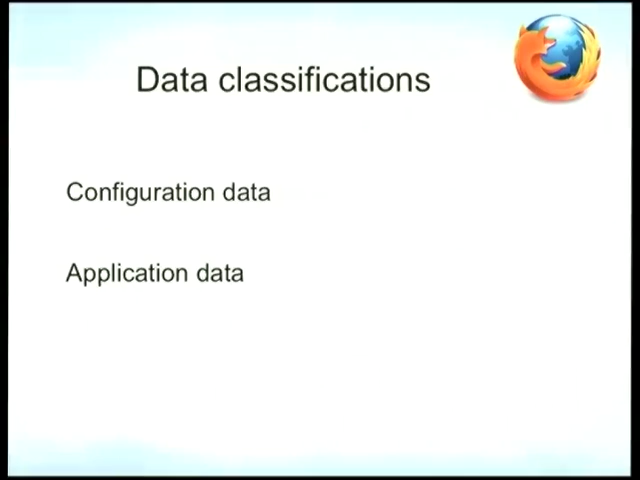 Data classifications
Configuration data
Application data